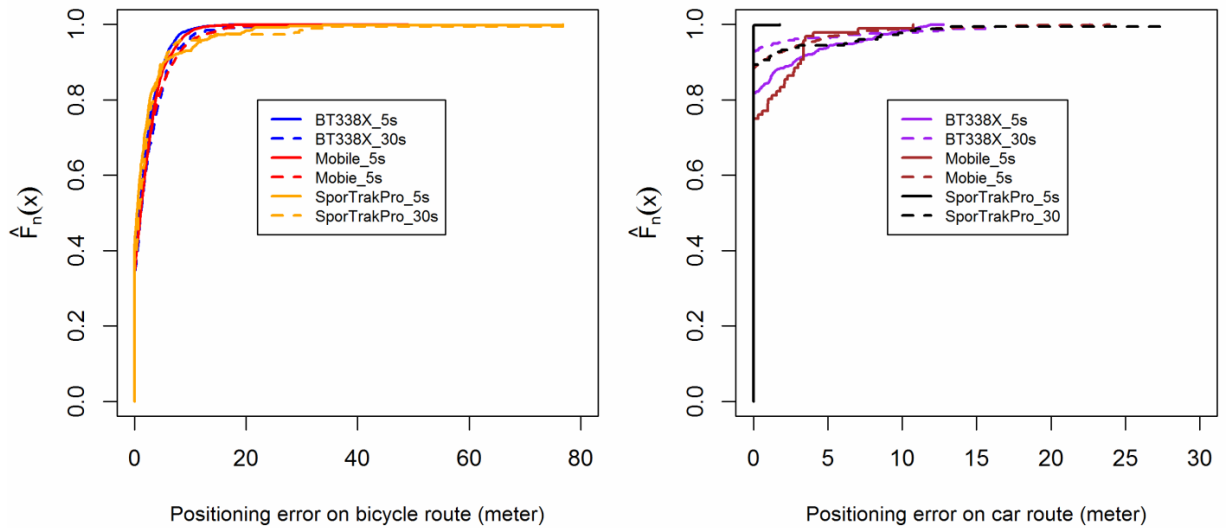 F̂n(x)
1.0
0.8
0.6
0.4
0.2
0.0
BT338X_5s
BT338X_30s
Mobile_5s
Mobie_5s
SporTrakPro_5s
SporTrakPro_30s
0 20 40 60 80
Positioning error on bicycle route (meter)
F̂n(x)
1.0
0.8
0.6
0.4
0.2
0.0
BT338X_5s
BT338X_30s
Mobile_5s
Mobie_5s
SporTrakPro_5s
SporTrakPro_30
0 5 10 15 20 25 30
Positioning error on car route (meter)